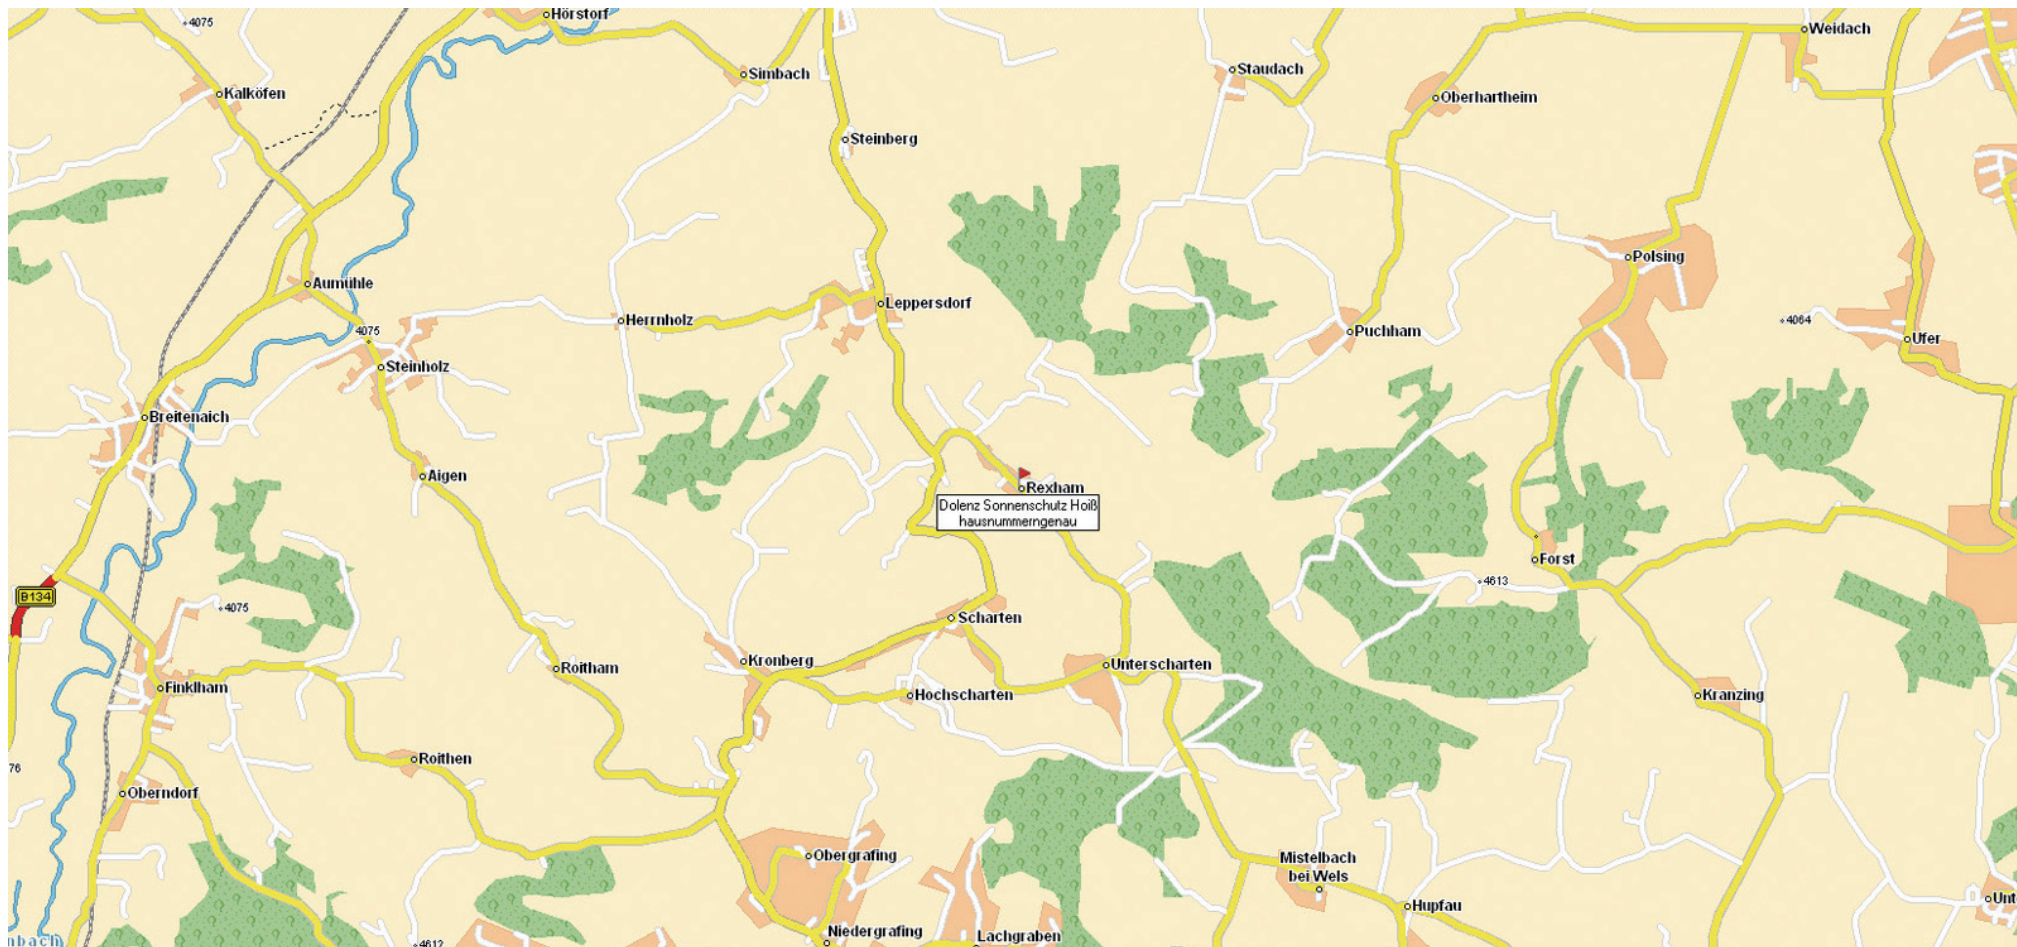 4075
Hörstorf
Weidach
Simbach
Staudach
Kalköfen
Oberhartheim
Steinberg
Polsing
Aumühle
Leppersdorf
Herrnholz
4064
4075
Puchham
Ufer
Steinholz
Breitenaich
Aigen
Rexham
Dolenz Sonnenschutz Hoiß
hausnummerngenau
Forst
4613
B134
4075
Scharten
Kronberg
Unterscharten
Roitham
Finklham
Hochscharten
Kranzing
Roithen
76
Oberndorf
Obergrafing
Mistelbach
bei Wels
Unt
Hupfau
Niedergrafing
Lachgraben
nbach
4612